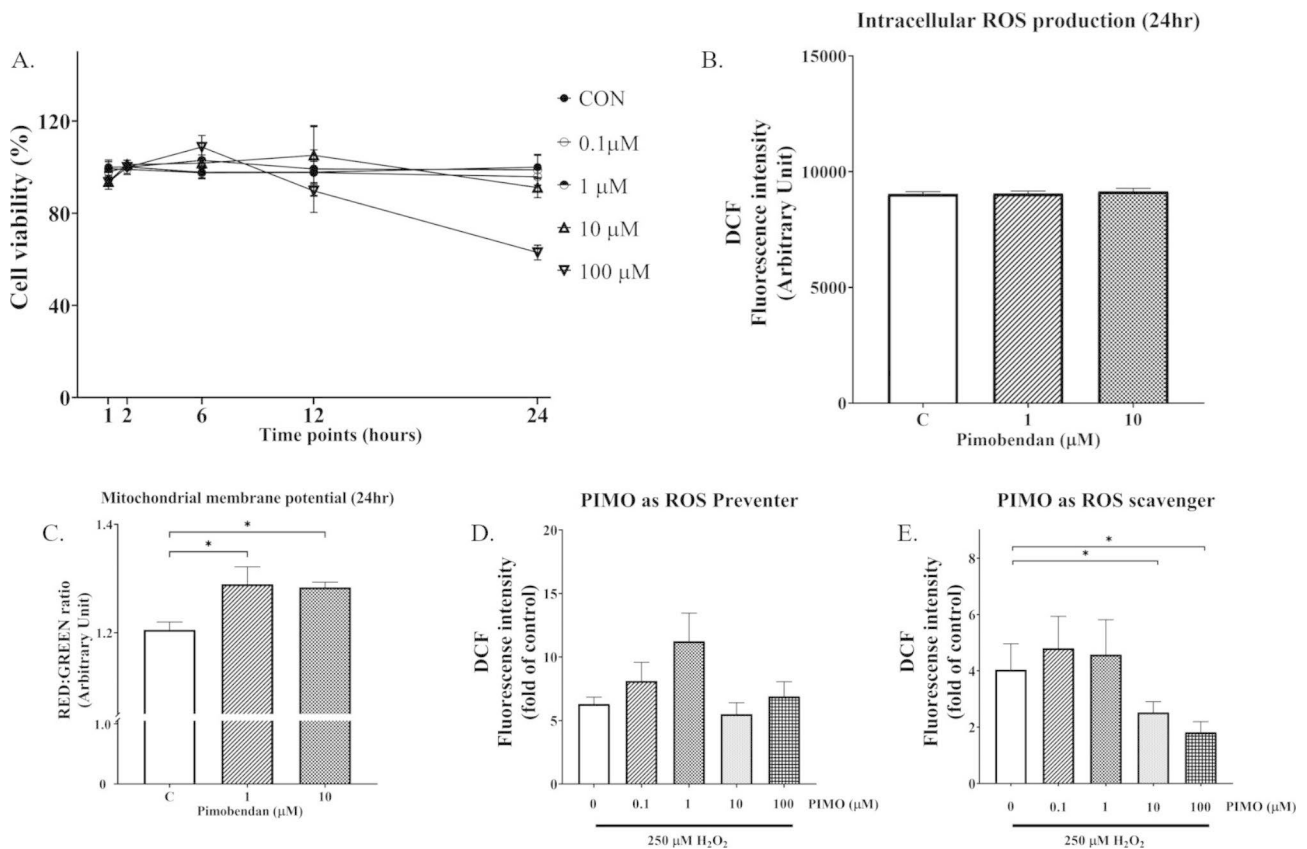 A.
Cell viability (%)
120
80
40
0
1
2
6
12
24
Time points (hours)
CON
0.1μM
1 μM
10 μM
100 μM
Intracellular ROS production (24hr)
B.
DCF
Fluorescence intensity
(Arbitrary Unit)
15000
10000
5000
0
C
1
10
Pimobendan (μM)
Mitochondrial membrane potential (24hr)
C.
RED:GREEN ratio
(Arbitrary Unit)
1.4
1.2
1.0
0
*
*
C
1
10
Pimobendan (μM)
PIMO as ROS Preventer
D.
DCF
Fluorescense intensity
(fold of control)
20
15
10
5
0
0 0.1 1 10 100 PIMO (μM)
250 μM H₂O₂
PIMO as ROS scavenger
E.
DCF
Fluorescense intensity
(fold of control)
8
6
4
2
0
*
*
0 0.1 1 10 100 PIMO (μM)
250 μM H₂O₂